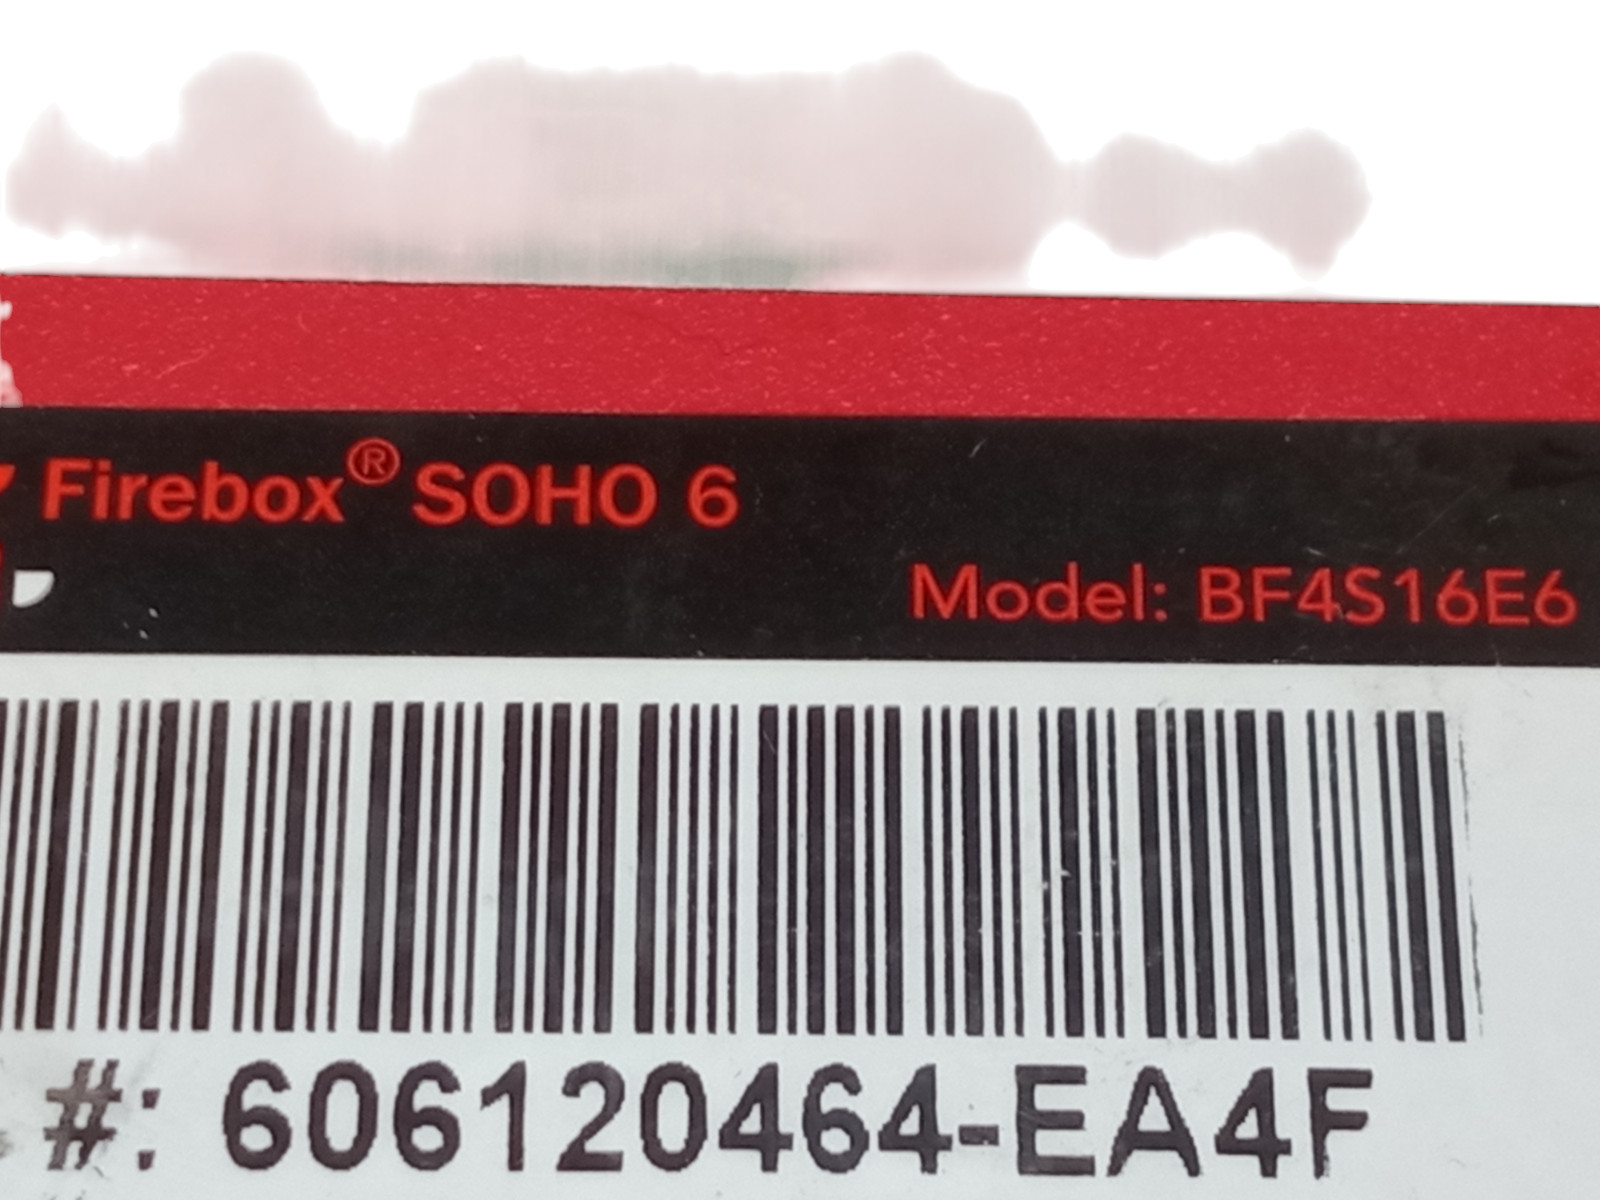 Firebox® SOHO 6
Model: BF4S16E6
#: 606120464-EA4F